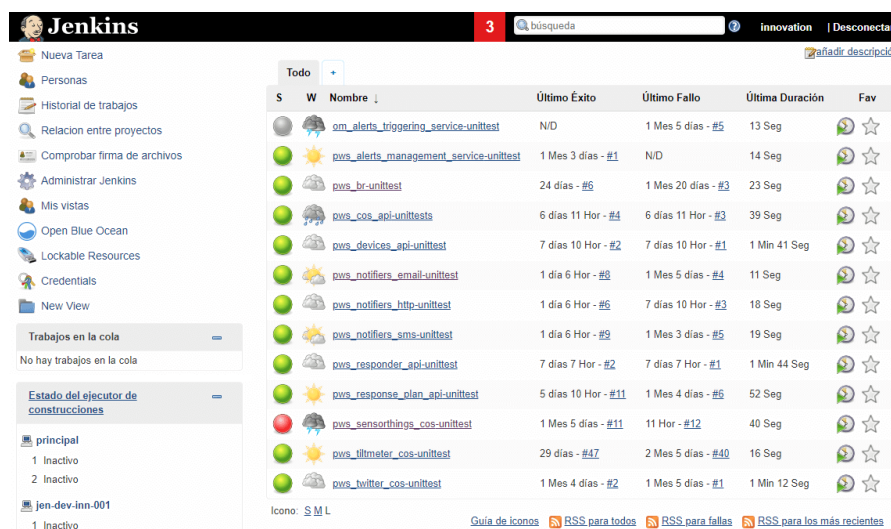 Jenkins 3 búsqueda innovation | Desconectar
añadir descripció
Nueva Tarea
Personas
Historial de trabajos
Relacion entre proyectos
Comprobar firma de archivos
Administrar Jenkins
Mis vistas
Open Blue Ocean
Lockable Resources
Credentials
New View
Trabajos en la cola
No hay trabajos en la cola
Estado del ejecutor de
construcciones
principal
1 Inactivo
2 Inactivo
jen-dev-inn-001
1 Inactivo
Todo +
S W Nombre ↓ Último Éxito Último Fallo Última Duración Fav
om_alerts_triggering_service-unittest N/D 1 Mes 5 días - #5 13 Seg
pws_alerts_management_service-unittest 1 Mes 3 días - #1 N/D 14 Seg
pws_br-unittest 24 días - #6 1 Mes 20 días - #3 23 Seg
pws_cos_api-unittests 6 días 11 Hor - #4 6 días 11 Hor - #3 39 Seg
pws_devices_api-unittest 7 días 10 Hor - #2 7 días 10 Hor - #1 1 Min 41 Seg
pws_notifiers_email-unittest 1 día 6 Hor - #8 1 Mes 5 días - #4 11 Seg
pws_notifiers_http-unittest 1 día 6 Hor - #6 7 días 10 Hor - #3 18 Seg
pws_notifiers_sms-unittest 1 día 6 Hor - #9 1 Mes 3 días - #5 19 Seg
pws_responder_api-unittest 7 días 7 Hor - #2 7 días 7 Hor - #1 1 Min 44 Seg
pws_response_plan_api-unittest 5 días 10 Hor - #11 1 Mes 4 días - #6 52 Seg
pws_sensorthings_cos-unittest 1 Mes 5 días - #11 11 Hor - #12 40 Seg
pws_tiltmeter_cos-unittest 29 días - #47 2 Mes 5 días - #40 16 Seg
pws_twitter_cos-unittest 1 Mes 4 días - #2 1 Mes 5 días - #1 1 Min 12 Seg
Icono: S M L
Guía de iconos RSS para todos RSS para fallas RSS para los más recientes